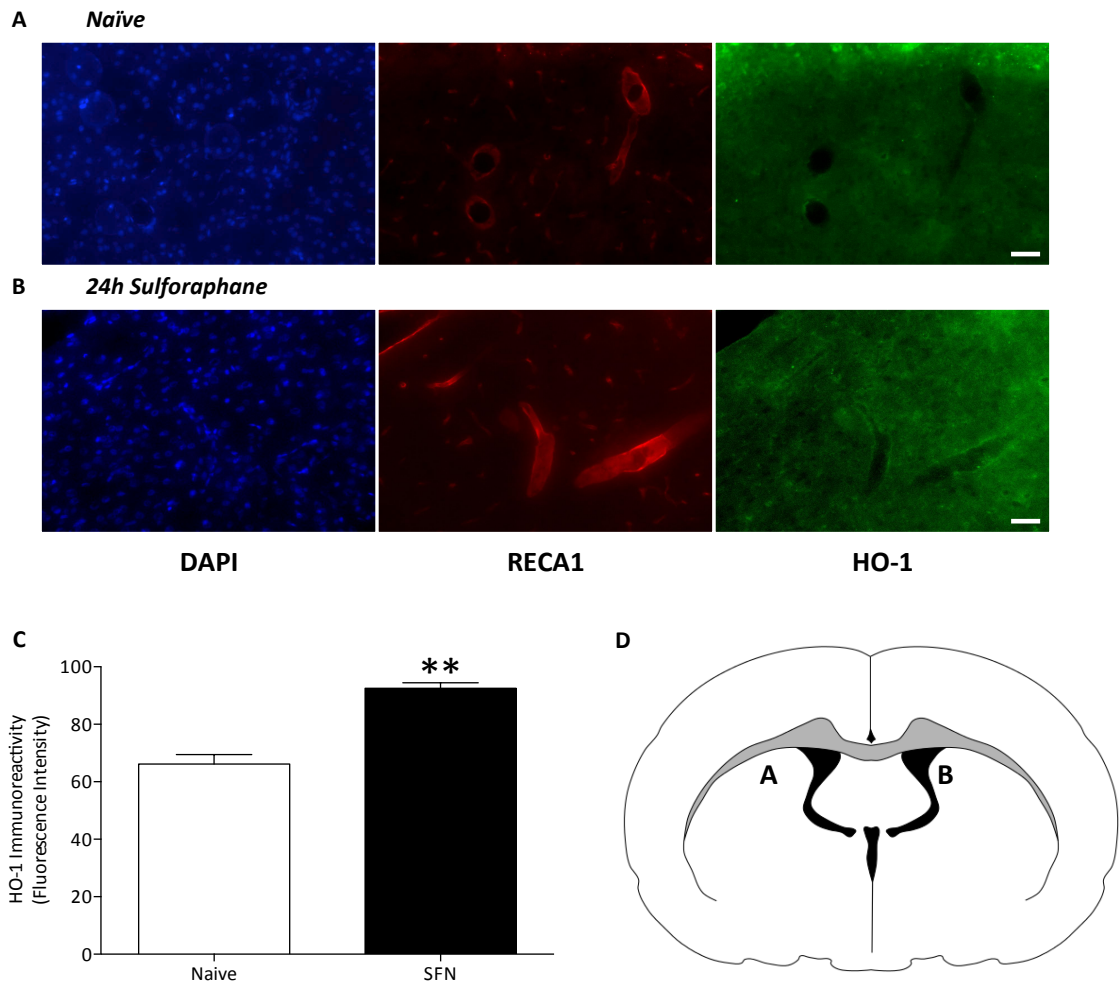 A Naïve
B 24h Sulforaphane
DAPI RECA1 HO-1
C
HO-1 Immunoreactivity
(Fluorescence Intensity)
100
80
60
40
20
0
**
Naive SFN
D
A B